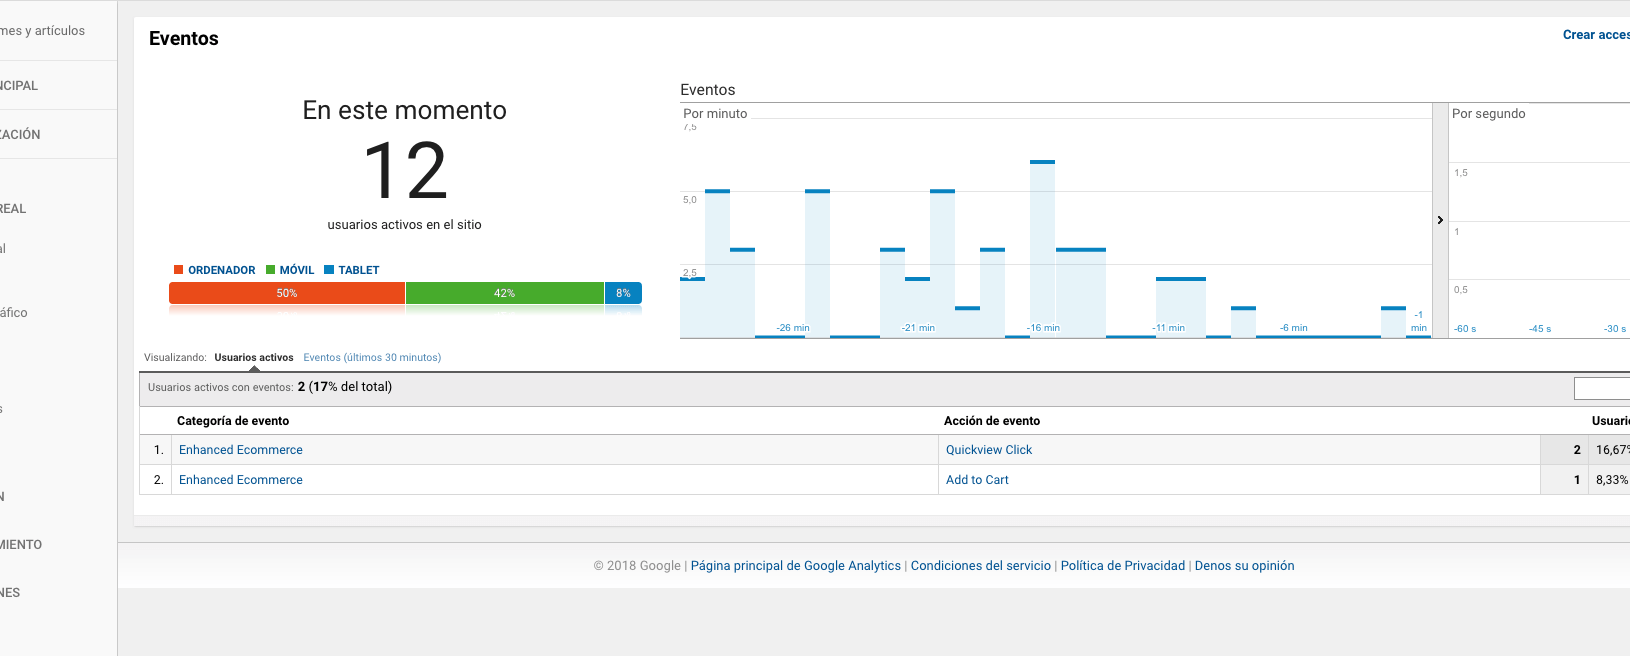 mes y artículos
Eventos
Crear acces
NCIPAL
ZACIÓN
REAL
al
áfico
s
N
MIENTO
NES
En este momento
12
usuarios activos en el sitio
ORDENADOR MÓVIL TABLET
50% 42% 8%
Eventos
Por minuto
7,5
5,0
2,5
-26 min -21 min -16 min -11 min -6 min -1 min
Por segundo
1,5
1
0,5
-60 s -45 s -30 s
Visualizando: Usuarios activos Eventos (últimos 30 minutos)
Usuarios activos con eventos: 2 (17% del total)
Categoría de evento Acción de evento Usuario
1. Enhanced Ecommerce Quickview Click 2 16,67%
2. Enhanced Ecommerce Add to Cart 1 8,33%
© 2018 Google | Página principal de Google Analytics | Condiciones del servicio | Política de Privacidad | Denos su opinión